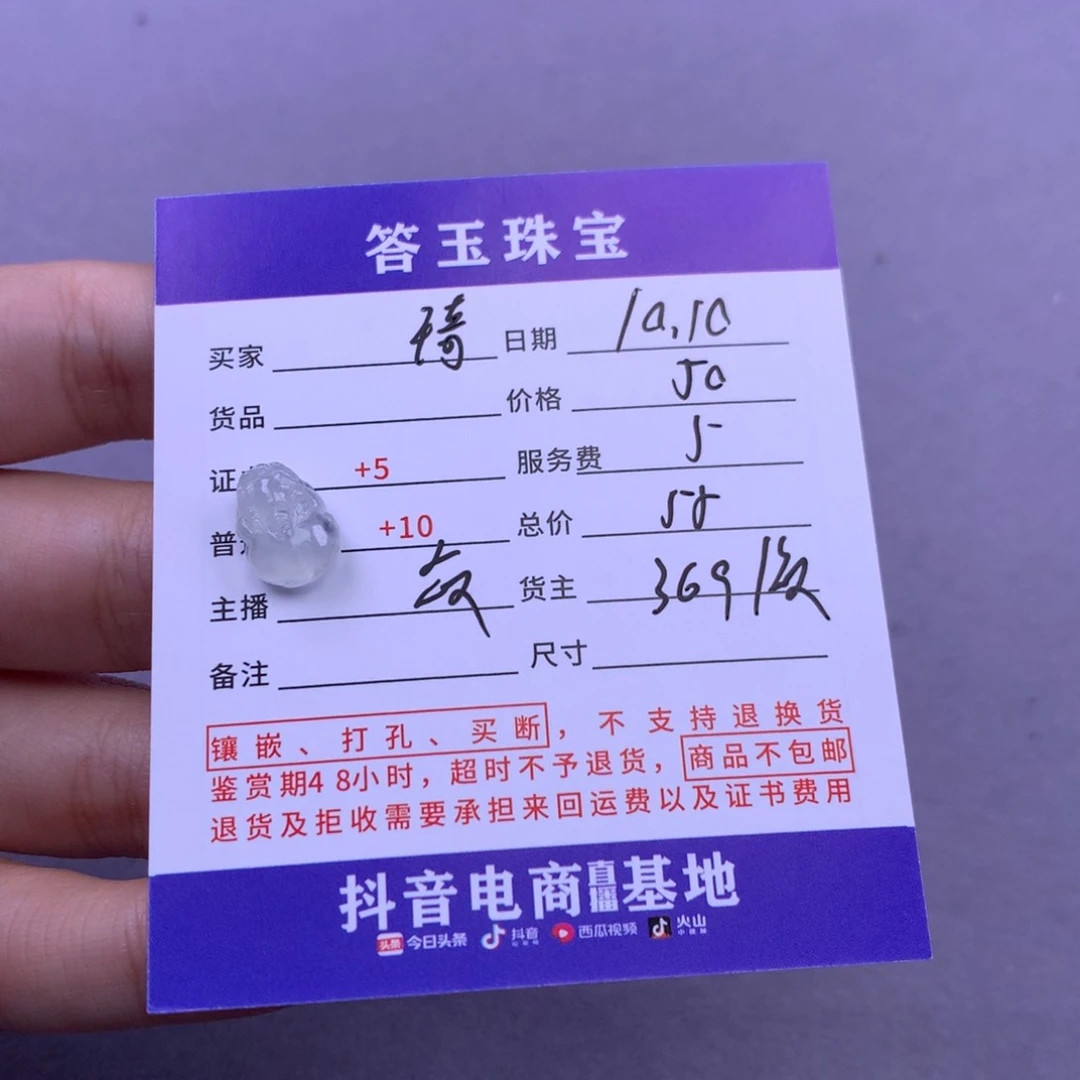 答玉珠宝
买家 琦 日期 10.10
货品 价格 50
证 +5 服务费 5
普 +10 总价 55
主播 货主 369
备注 尺寸
镶嵌、打孔、买断，不支持退换货
鉴赏期48小时，超时不予退货，商品不包邮
退货及拒收需要承担来回运费以及证书费用
抖音电商直播基地
头条 今日头条 抖音 西瓜视频 火山